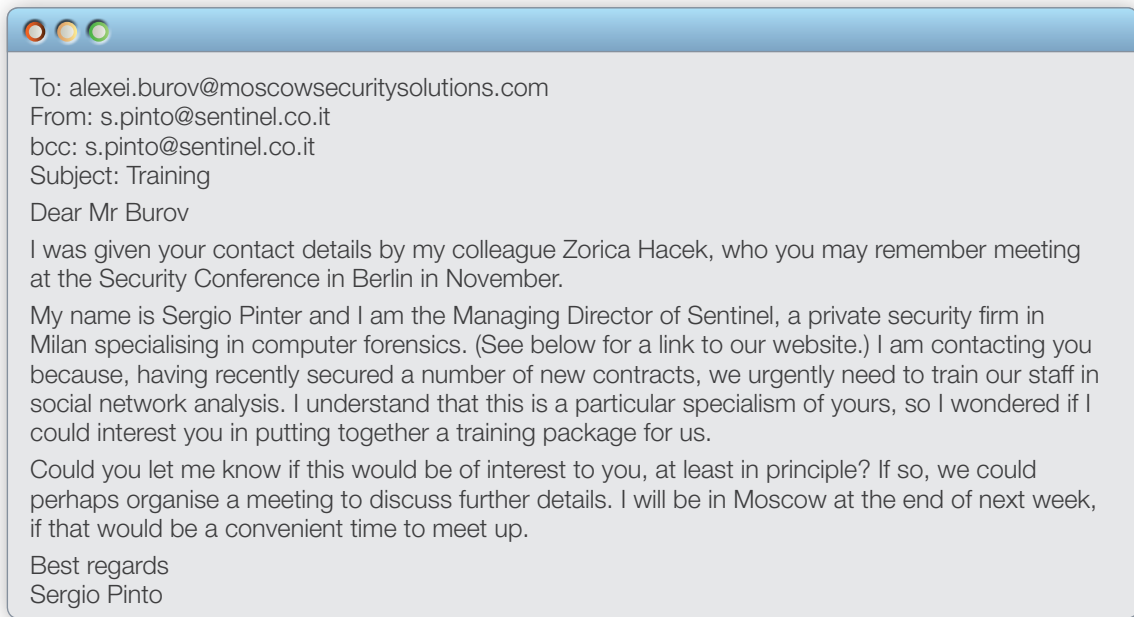 To: alexei.burov@moscowsecuritysolutions.com
From: s.pinto@sentinel.co.it
bcc: s.pinto@sentinel.co.it
Subject: Training
Dear Mr Burov
I was given your contact details by my colleague Zorica Hacek, who you may remember meeting
at the Security Conference in Berlin in November.
My name is Sergio Pinter and I am the Managing Director of Sentinel, a private security firm in
Milan specialising in computer forensics. (See below for a link to our website.) I am contacting you
because, having recently secured a number of new contracts, we urgently need to train our staff in
social network analysis. I understand that this is a particular specialism of yours, so I wondered if I
could interest you in putting together a training package for us.
Could you let me know if this would be of interest to you, at least in principle? If so, we could
perhaps organise a meeting to discuss further details. I will be in Moscow at the end of next week,
if that would be a convenient time to meet up.
Best regards
Sergio Pinto